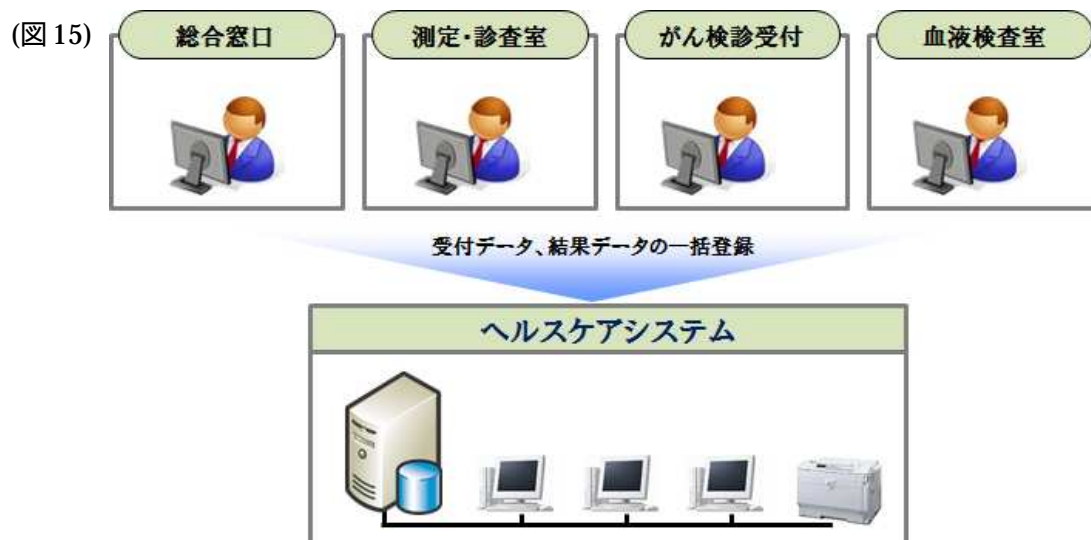 (図 15)
総合窓口
測定・診査室
がん検診受付
血液検査室
受付データ、結果データの一括登録
ヘルスケアシステム